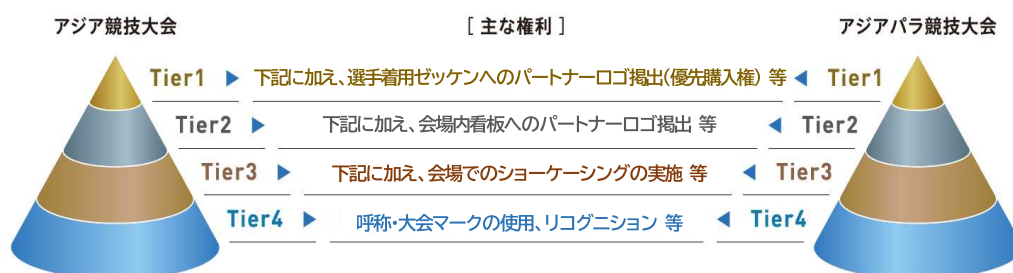 アジア競技大会
[ 主な権利 ]
アジアパラ競技大会
Tier1 ▶ 下記に加え、選手着用ゼッケンへのパートナーロゴ掲出(優先購入権) 等 ◀ Tier1
Tier2 ▶ 下記に加え、会場内看板へのパートナーロゴ掲出 等 ◀ Tier2
Tier3 ▶ 下記に加え、会場でのショーケーシングの実施 等 ◀ Tier3
Tier4 ▶ 呼称・大会マークの使用、リコグニション 等 ◀ Tier4